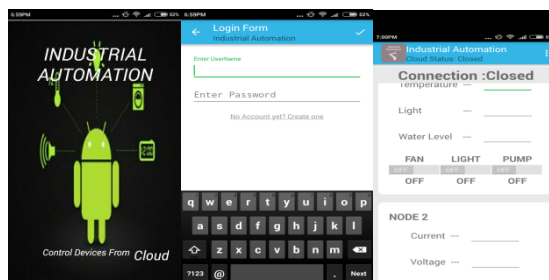 6:59PM
... 52%
INDUSTRIAL
AUTOMATION
Control Devices From Cloud
6:59PM
... 52%
Login Form
Industrial Automation
Enter UserName
Enter Password
No Account yet? Create one
q w e r t y u i o p
a s d f g h j k l
z x c v b n m
?123 @ . Next
7:00PM
...
Industrial Automation
Cloud Status: Closed
Connection :Closed
Temperature ---
Light ---
Water Level ---
FAN LIGHT PUMP
OFF OFF OFF
OFF OFF OFF
NODE 2
Current ---
Voltage ---